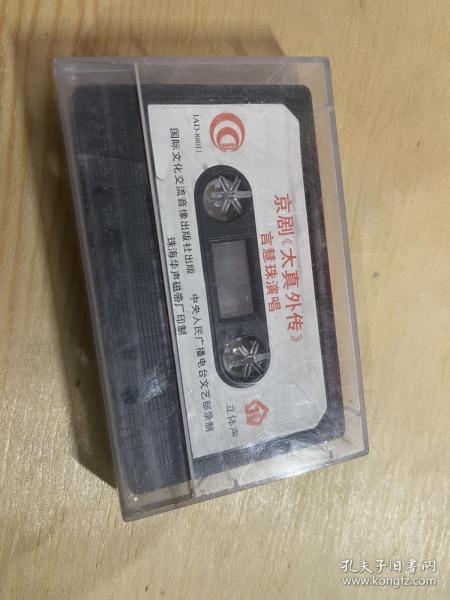 IAD-88011
京剧《太真外传》
言慧珠演唱
立体声
中央人民广播电台文艺部录制
国际文化交流音像出版社出版
珠海华声磁带厂印制
孔夫子旧书网
www.kongfz.com